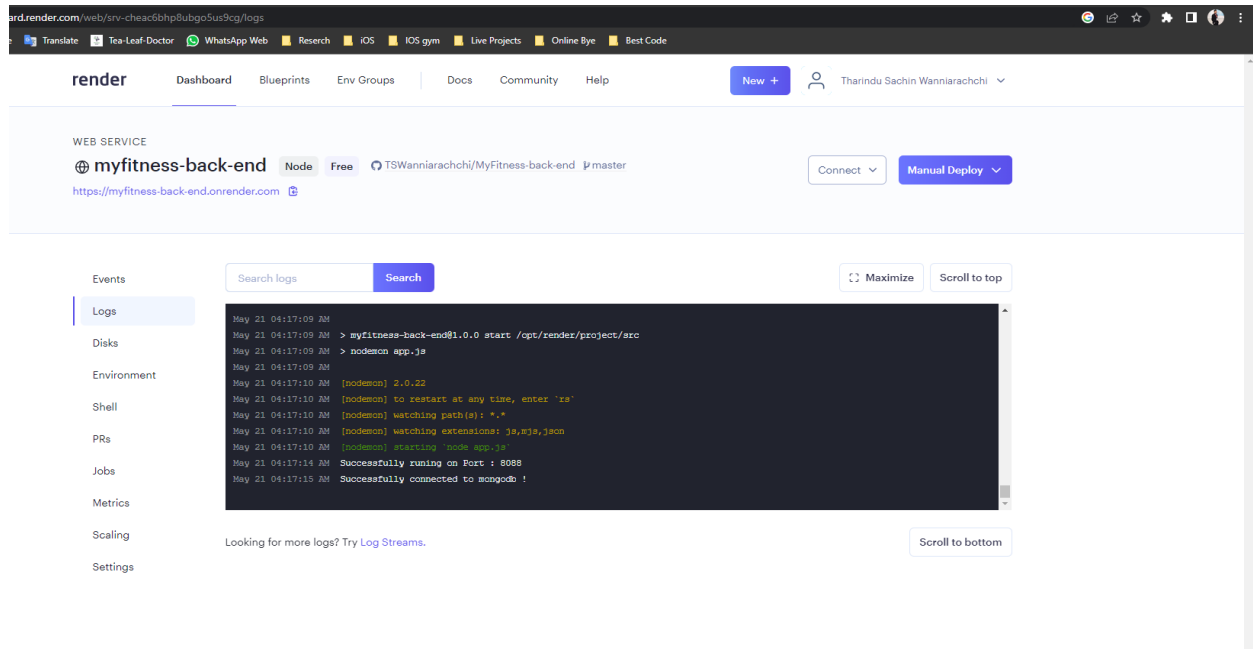 ard.render.com/web/srv-cheac6bhp8ubgo5us9cg/logs
Translate Tea-Leaf-Doctor WhatsApp Web Reserch iOS IOS gym Live Projects Online Bye Best Code
render Dashboard Blueprints Env Groups Docs Community Help New + Tharindu Sachin Wanniarachchi
WEB SERVICE
myfitness-back-end Node Free TSWanniarachchi/MyFitness-back-end master
Connect Manual Deploy
https://myfitness-back-end.onrender.com
Events
Logs
Disks
Environment
Shell
PRs
Jobs
Metrics
Scaling
Settings
Search logs Search Maximize Scroll to top
May 21 04:17:09 AM
May 21 04:17:09 AM > myfitness-back-end@1.0.0 start /opt/render/project/src
May 21 04:17:09 AM > nodemon app.js
May 21 04:17:09 AM
May 21 04:17:10 AM [nodemon] 2.0.22
May 21 04:17:10 AM [nodemon] to restart at any time, enter `rs`
May 21 04:17:10 AM [nodemon] watching path(s): *.*
May 21 04:17:10 AM [nodemon] watching extensions: js,mjs,json
May 21 04:17:10 AM [nodemon] starting `node app.js`
May 21 04:17:14 AM Successfully runing on Port : 8088
May 21 04:17:15 AM Successfully connected to mongodb !
Looking for more logs? Try Log Streams. Scroll to bottom